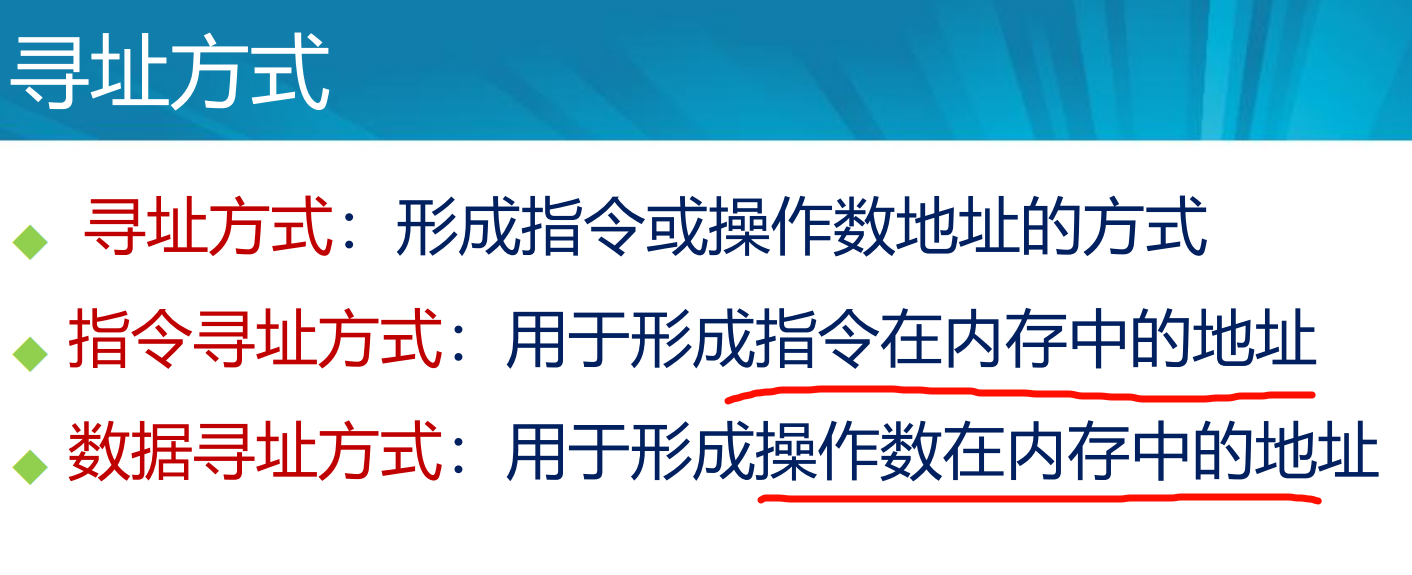 寻址方式
寻址方式：形成指令或操作数地址的方式
指令寻址方式：用于形成指令在内存中的地址
数据寻址方式：用于形成操作数在内存中的地址